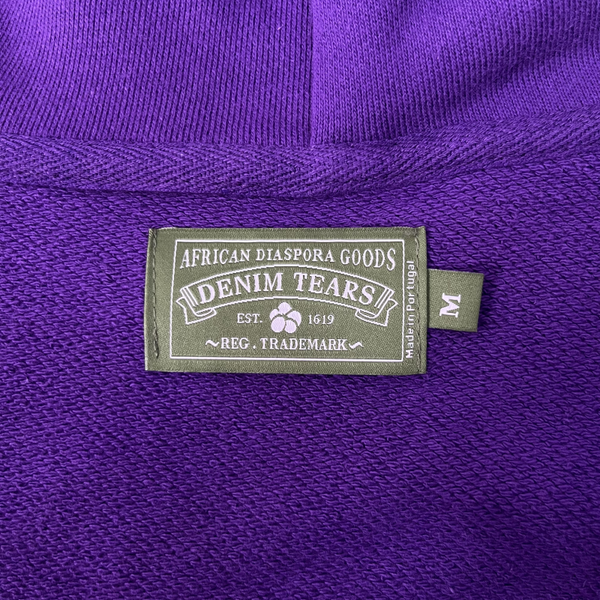 AFRICAN DIASPORA GOODS
DENIM TEARS
EST. 1619
~REG. TRADEMARK~
Made in Portugal
M